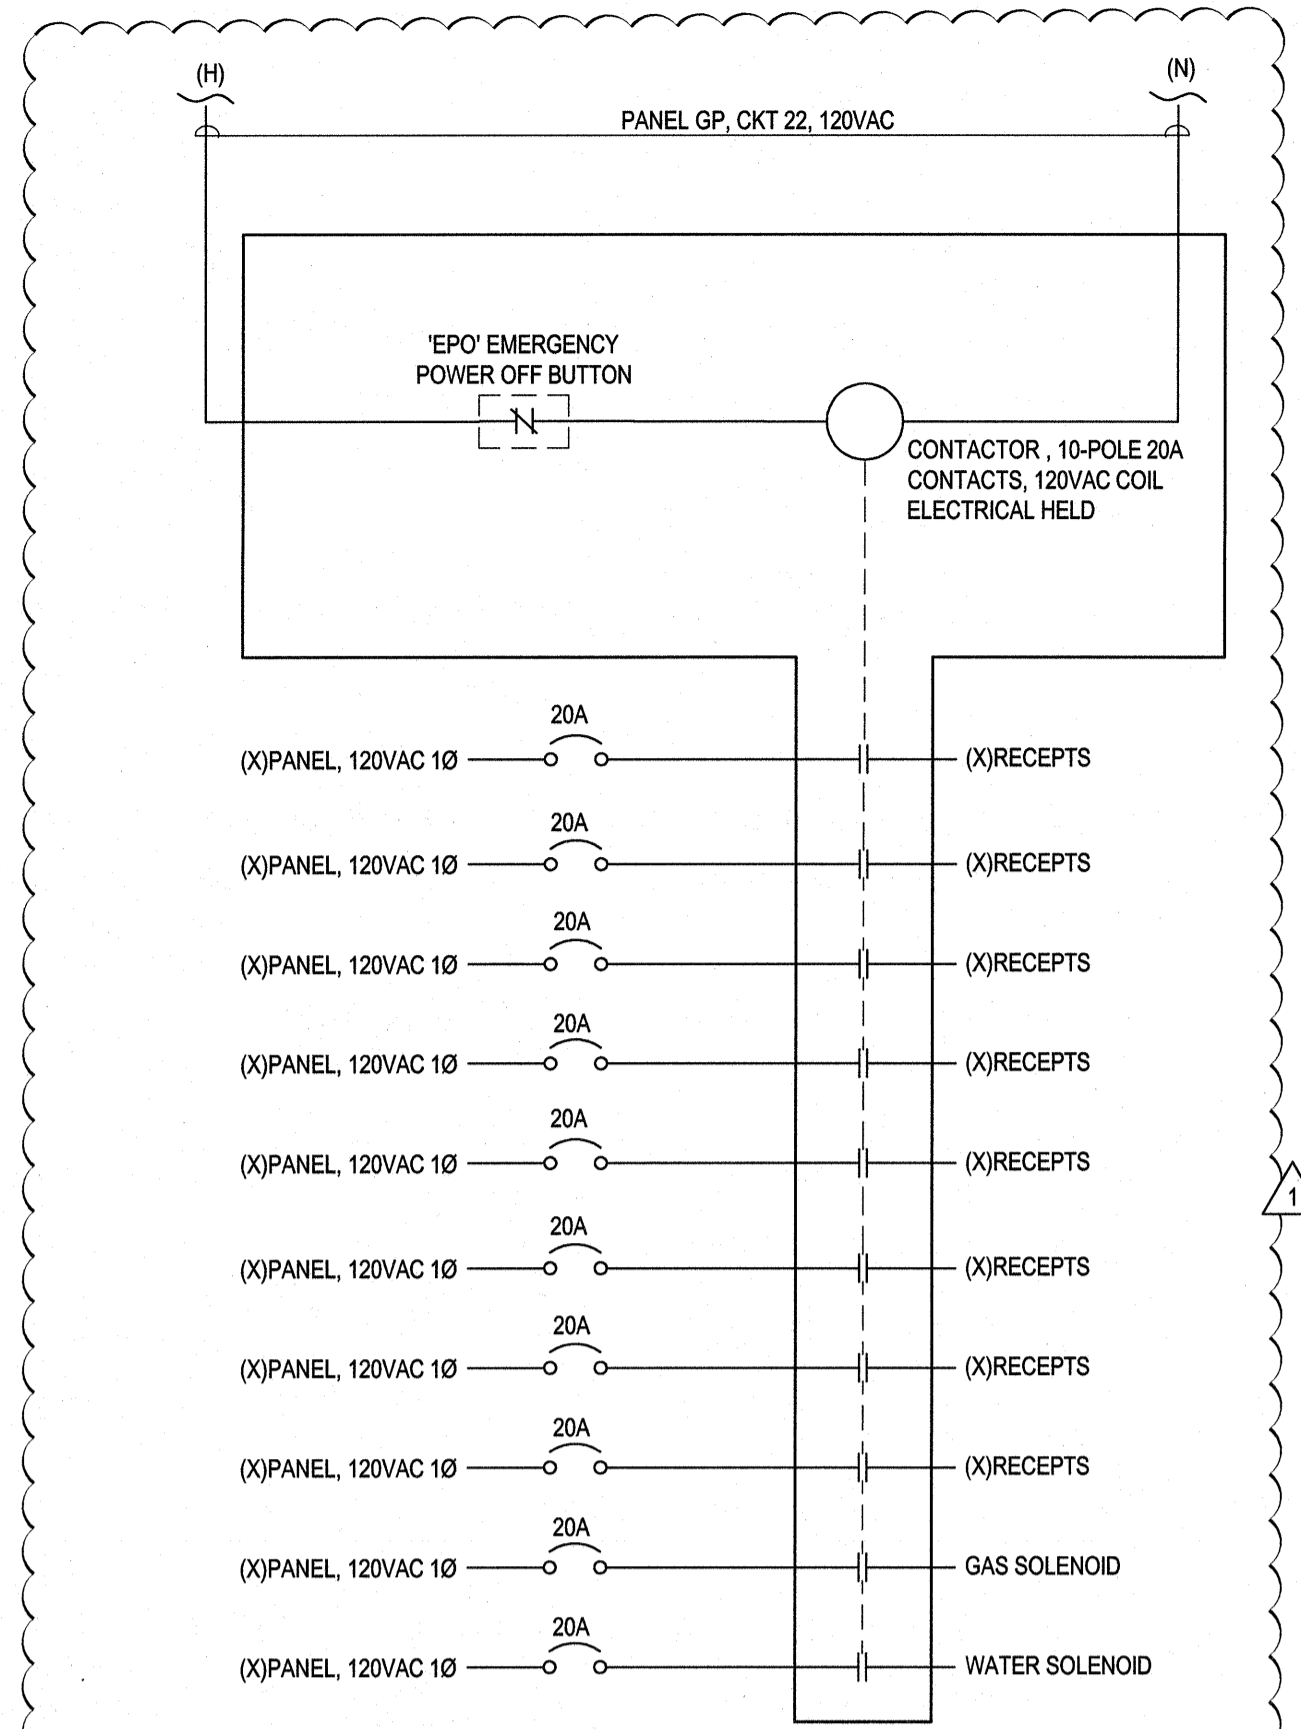 (H)
(N)
PANEL GP, CKT 22, 120VAC
'EPO' EMERGENCY
POWER OFF BUTTON
CONTACTOR , 10-POLE 20A
CONTACTS, 120VAC COIL
ELECTRICAL HELD
20A
(X)PANEL, 120VAC 1Ø
(X)RECEPTS
20A
(X)PANEL, 120VAC 1Ø
(X)RECEPTS
20A
(X)PANEL, 120VAC 1Ø
(X)RECEPTS
20A
(X)PANEL, 120VAC 1Ø
(X)RECEPTS
20A
(X)PANEL, 120VAC 1Ø
(X)RECEPTS
1
20A
(X)PANEL, 120VAC 1Ø
(X)RECEPTS
20A
(X)PANEL, 120VAC 1Ø
(X)RECEPTS
20A
(X)PANEL, 120VAC 1Ø
(X)RECEPTS
20A
(X)PANEL, 120VAC 1Ø
GAS SOLENOID
20A
(X)PANEL, 120VAC 1Ø
WATER SOLENOID